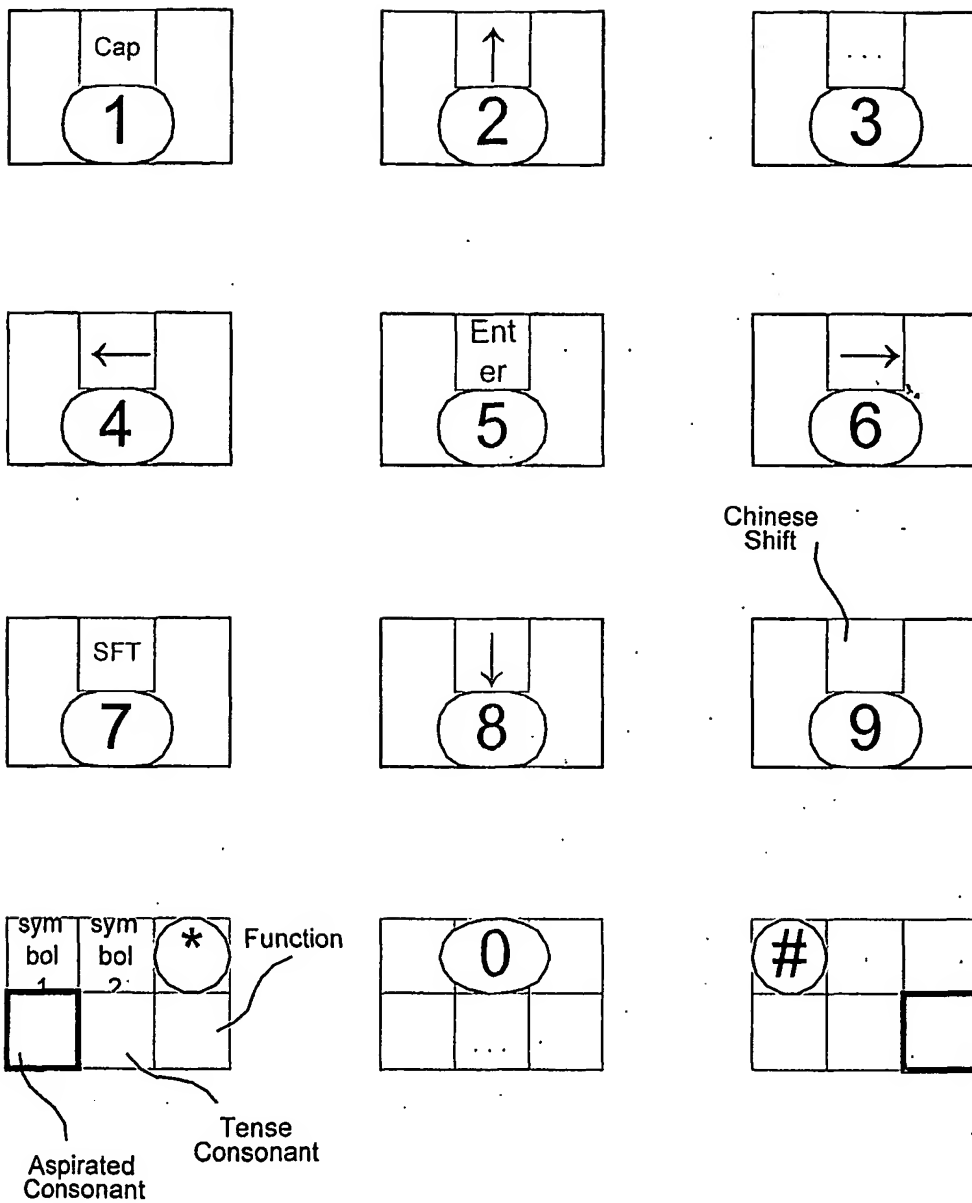 Cap
1
↑
2
...
3
←
4
Ent
er
5
→
6
Chinese
Shift
SFT
7
↓
8
9
sym
bol
1
sym
bol
2
*
Function
0
...
#
Tense
Consonant
Aspirated
Consonant